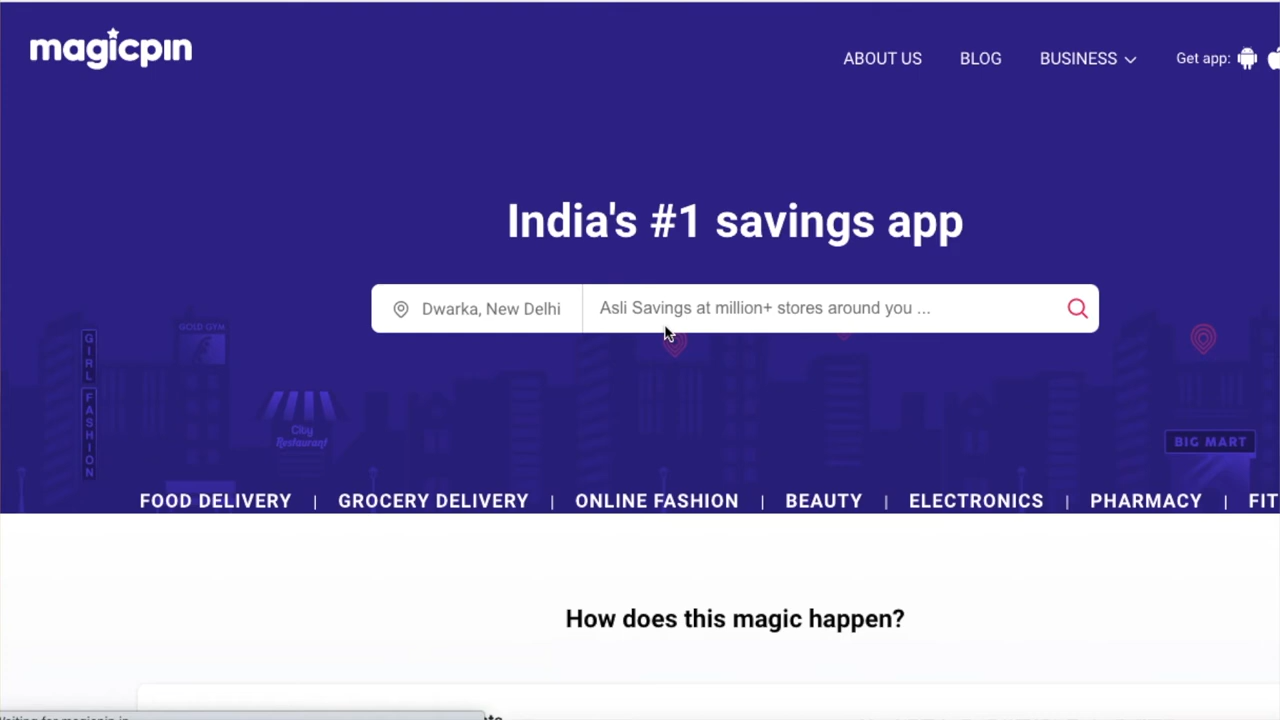 magicpin
ABOUT US BLOG BUSINESS Get app:
India's #1 savings app
Dwarka, New Delhi Asli Savings at million+ stores around you ...
GOLD GYM
GIRL FASHION
City
Restaurant
BIG MART
FOOD DELIVERY | GROCERY DELIVERY | ONLINE FASHION | BEAUTY | ELECTRONICS | PHARMACY | FIT
How does this magic happen?